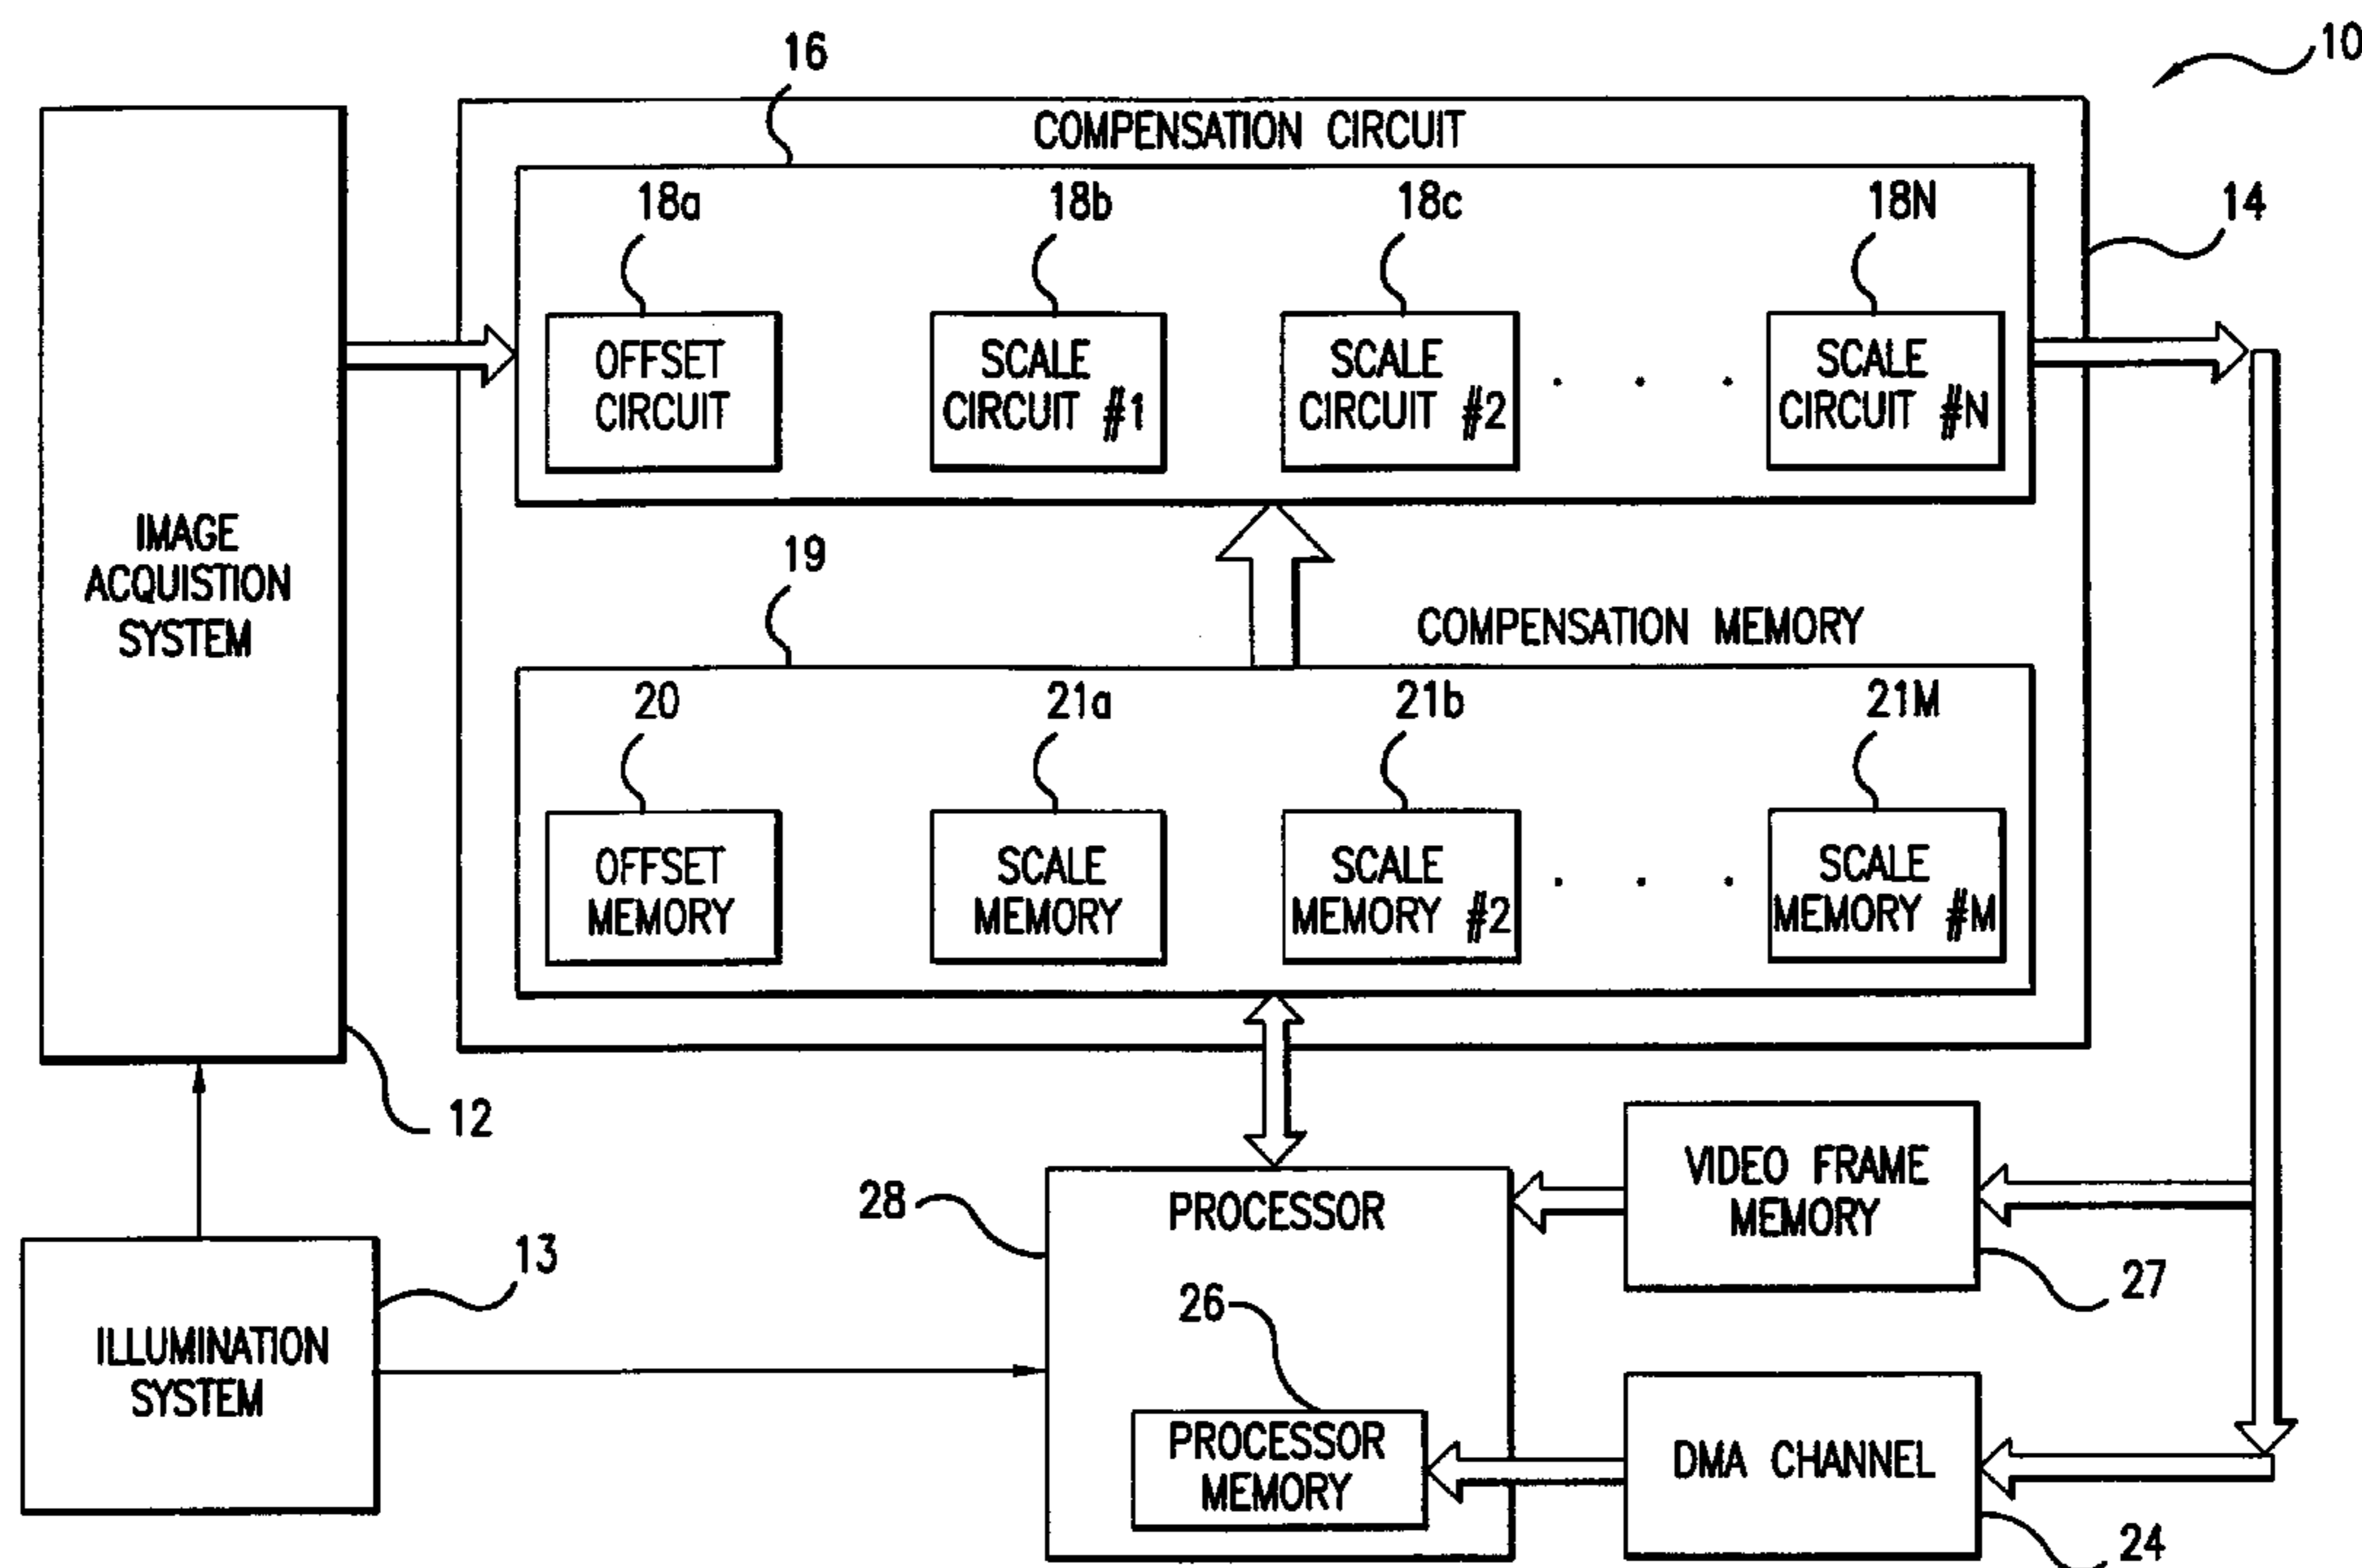 10
16
COMPENSATION CIRCUIT
18a
18b
18c
18N
14
OFFSET
CIRCUIT
SCALE
CIRCUIT #1
SCALE
CIRCUIT #2
. . .
SCALE
CIRCUIT #N
IMAGE
ACQUISTION
SYSTEM
19
COMPENSATION MEMORY
20
21a
21b
21M
OFFSET
MEMORY
SCALE
MEMORY
SCALE
MEMORY #2
. . .
SCALE
MEMORY #M
12
28
PROCESSOR
VIDEO FRAME
MEMORY
27
13
ILLUMINATION
SYSTEM
26
PROCESSOR
MEMORY
DMA CHANNEL
24